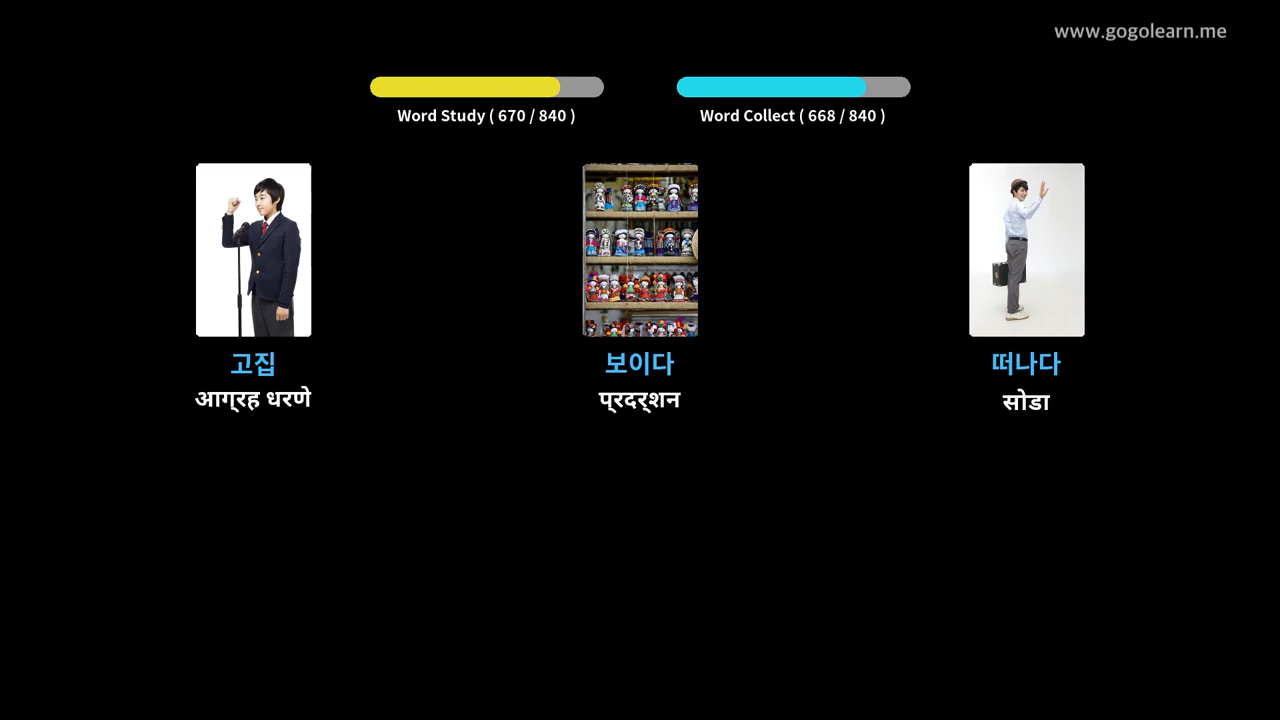 www.gogolearn.me
Word Study ( 670 / 840 )
Word Collect ( 668 / 840 )
고집
보이다
떠나다
आग्रह धरणे
प्रदर्शन
सोडा